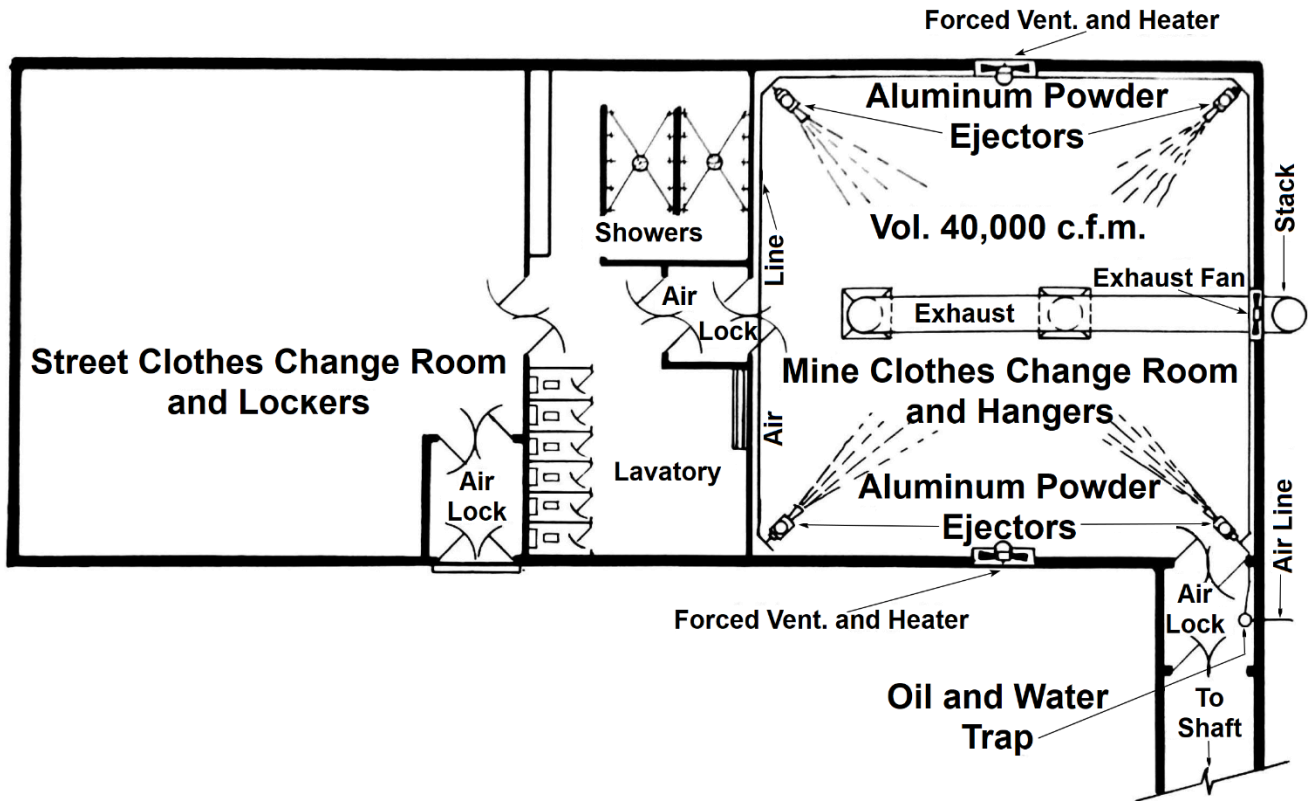 Forced Vent. and Heater
Aluminum Powder
Ejectors
Stack
Vol. 40,000 c.f.m.
Showers
Line
Exhaust Fan
Air
Lock
Exhaust
Street Clothes Change Room
and Lockers
Mine Clothes Change Room
and Hangers
Air
Lavatory
Air
Lock
Aluminum Powder
Ejectors
Air Line
Forced Vent. and Heater
Air
Lock
Oil and Water
Trap
To
Shaft